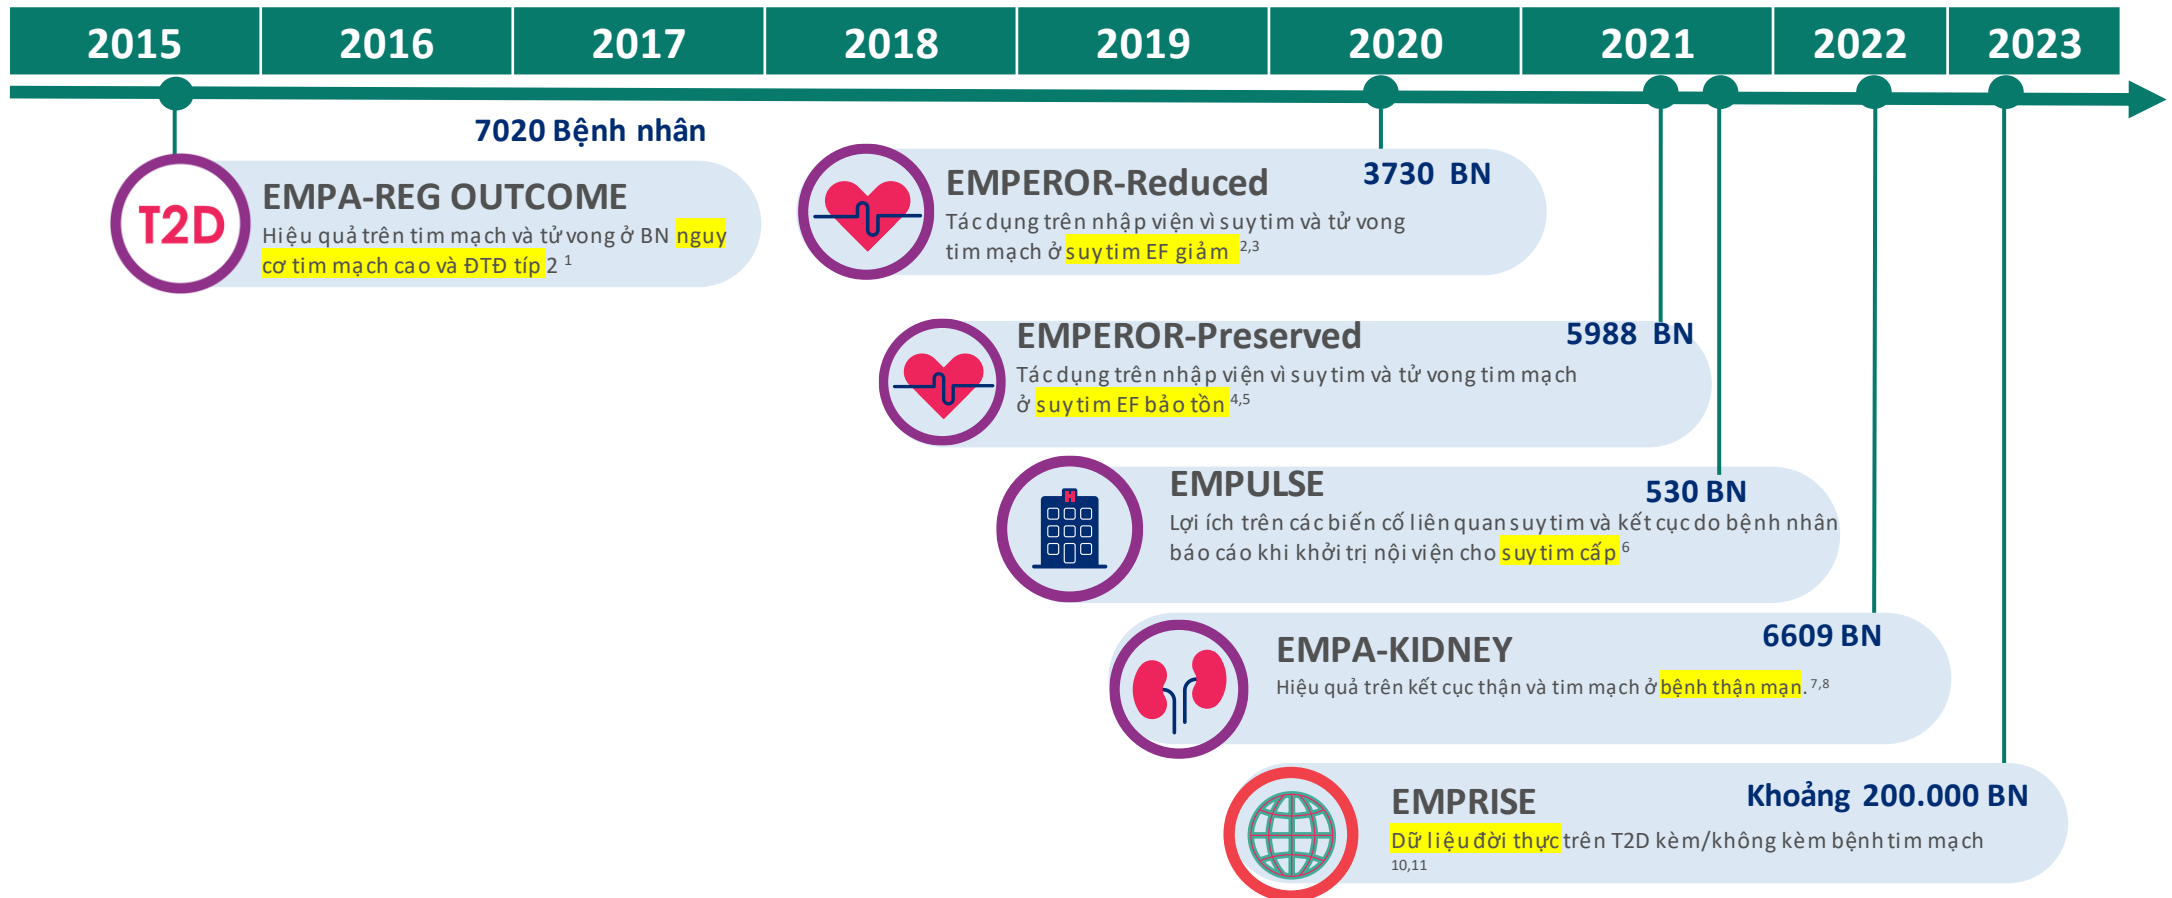 2015 2016 2017 2018 2019 2020 2021 2022 2023
7020 Bệnh nhân
T2D
EMPA-REG OUTCOME
Hiệu quả trên tim mạch và tử vong ở BN nguy
cơ tim mạch cao và ĐTĐ típ 2 1
EMPEROR-Reduced
3730 BN
Tác dụng trên nhập viện vì suy tim và tử vong
tim mạch ở suy tim EF giảm 2,3
EMPEROR-Preserved
5988 BN
Tác dụng trên nhập viện vì suy tim và tử vong tim mạch
ở suy tim EF bảo tồn 4,5
H
EMPULSE
530 BN
Lợi ích trên các biến cố liên quan suy tim và kết cục do bệnh nhân
báo cáo khi khởi trị nội viện cho suy tim cấp 6
EMPA-KIDNEY
6609 BN
Hiệu quả trên kết cục thận và tim mạch ở bệnh thận mạn. 7,8
EMPRISE
Khoảng 200.000 BN
Dữ liệu đời thực trên T2D kèm/không kèm bệnh tim mạch
10,11